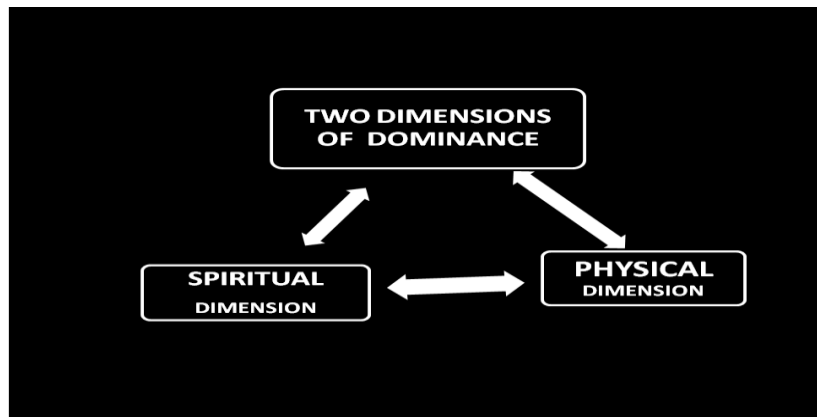 TWO DIMENSIONS
OF DOMINANCE
SPIRITUAL
DIMENSION
PHYSICAL
DIMENSION